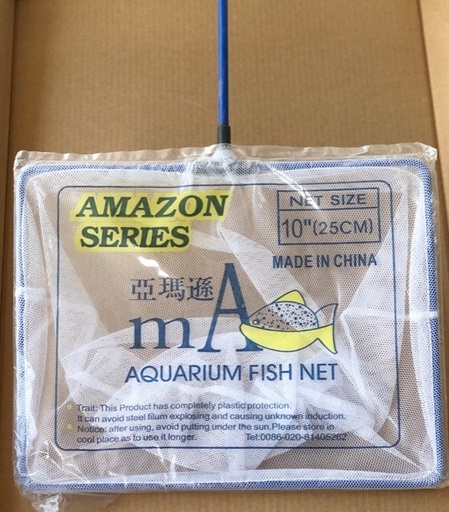 AMAZON
SERIES
NET SIZE
10"(25CM)
MADE IN CHINA
亞瑪遜
mA
AQUARIUM FISH NET
Trait: This Product has completely plastic protection.
It can avoid steel filum explosing and causing unknown induction.
Notice: after using, avoid putting under the sun.Please store in
cool place as to use it longer. Tel:0086-020-81405262